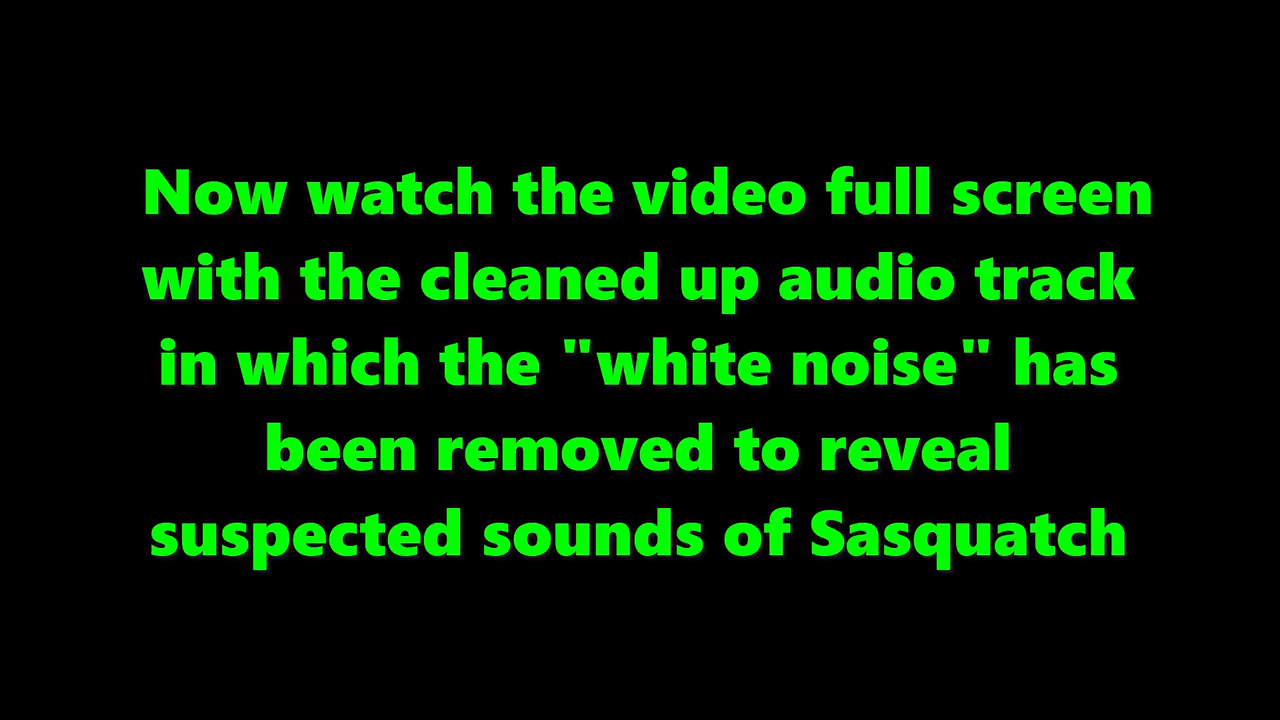 Now watch the video full screen
with the cleaned up audio track
in which the "white noise" has
been removed to reveal
suspected sounds of Sasquatch